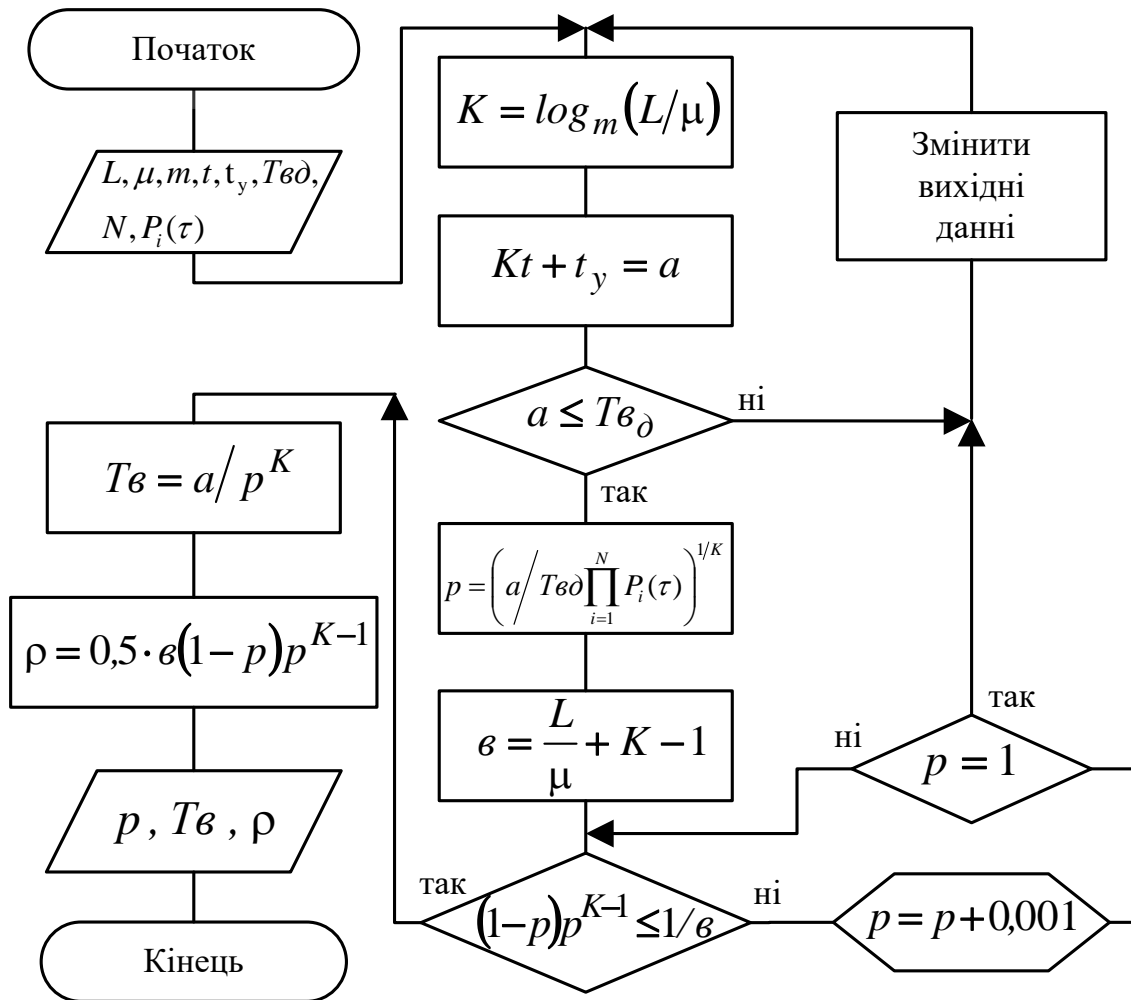 Початок
L, μ, m, t, t_y, Tвд,
N, P_i(τ)
K = log_m(L/μ)
Kt + t_y = a
a ≤ Tв_д
ні
так
p = (a/Tвд∏_{i=1}^{N} P_i(τ))^{1/K}
в = L/μ + K − 1
(1−p)p^{K−1} ≤ 1/в
так
ні
p = p + 0,001
p = 1
ні
так
Змінити
вихідні
данні
Tв = a/p^K
ρ = 0,5 · в(1 − p)p^{K−1}
p , Tв , ρ
Кінець